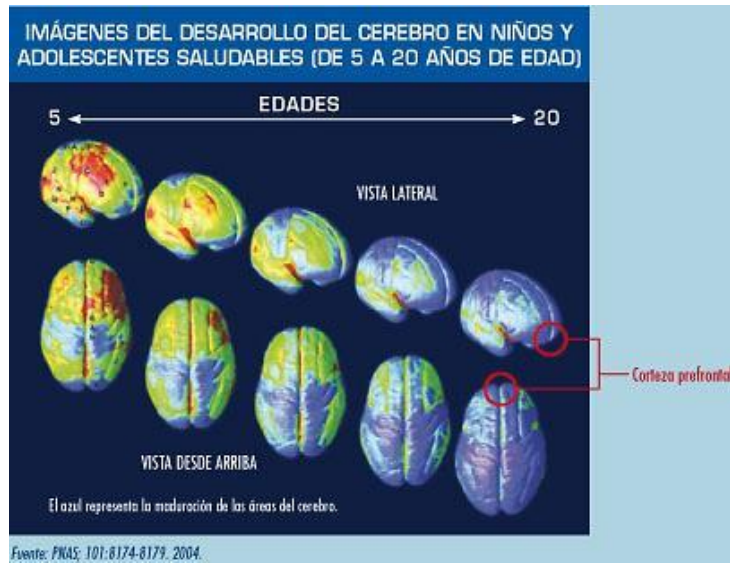 IMÁGENES DEL DESARROLLO DEL CEREBRO EN NIÑOS Y
ADOLESCENTES SALUDABLES (DE 5 A 20 AÑOS DE EDAD)
EDADES
5 20
VISTA LATERAL
Corteza prefrontal
VISTA DESDE ARRIBA
El azul representa la maduración de las áreas del cerebro.
Fuente: PNAS; 101:8174-8179. 2004.